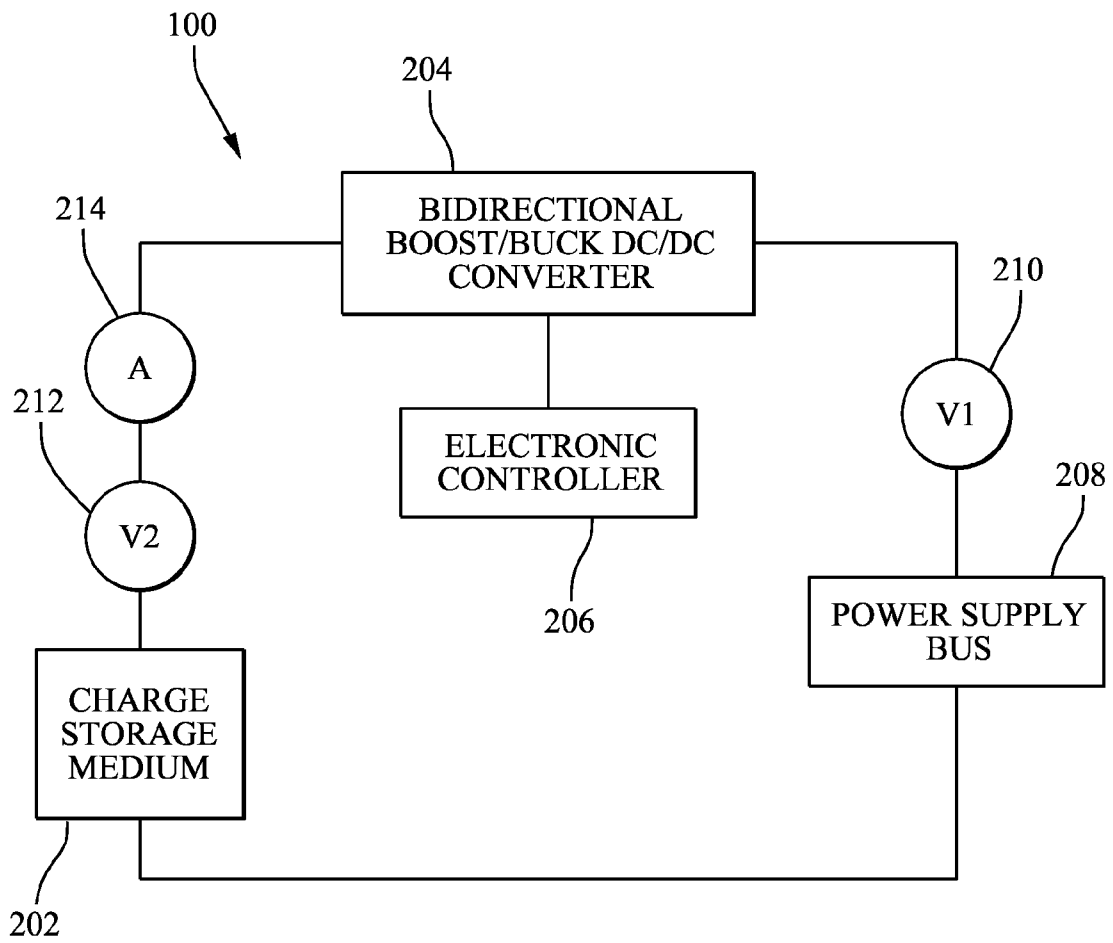 100
204
BIDIRECTIONAL
BOOST/BUCK DC/DC
CONVERTER
214
210
A
V1
212
ELECTRONIC
CONTROLLER
208
V2
POWER SUPPLY
BUS
206
CHARGE
STORAGE
MEDIUM
202